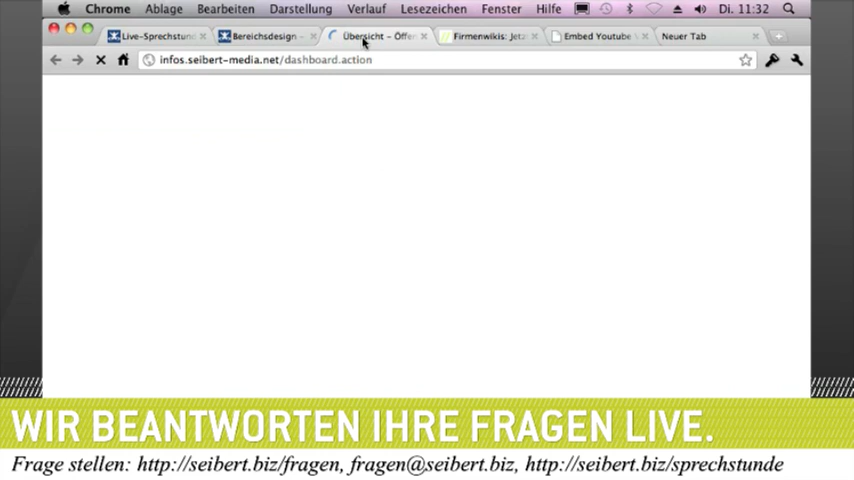 Chrome Ablage Bearbeiten Darstellung Verlauf Lesezeichen Fenster Hilfe Di. 11:32
Live-Sprechstun Bereichsdesign - Übersicht - Öffen Firmenwikis: Jetz Embed Youtube Neuer Tab
infos.seibert-media.net/dashboard.action
WIR BEANTWORTEN IHRE FRAGEN LIVE.
Frage stellen: http://seibert.biz/fragen, fragen@seibert.biz, http://seibert.biz/sprechstunde